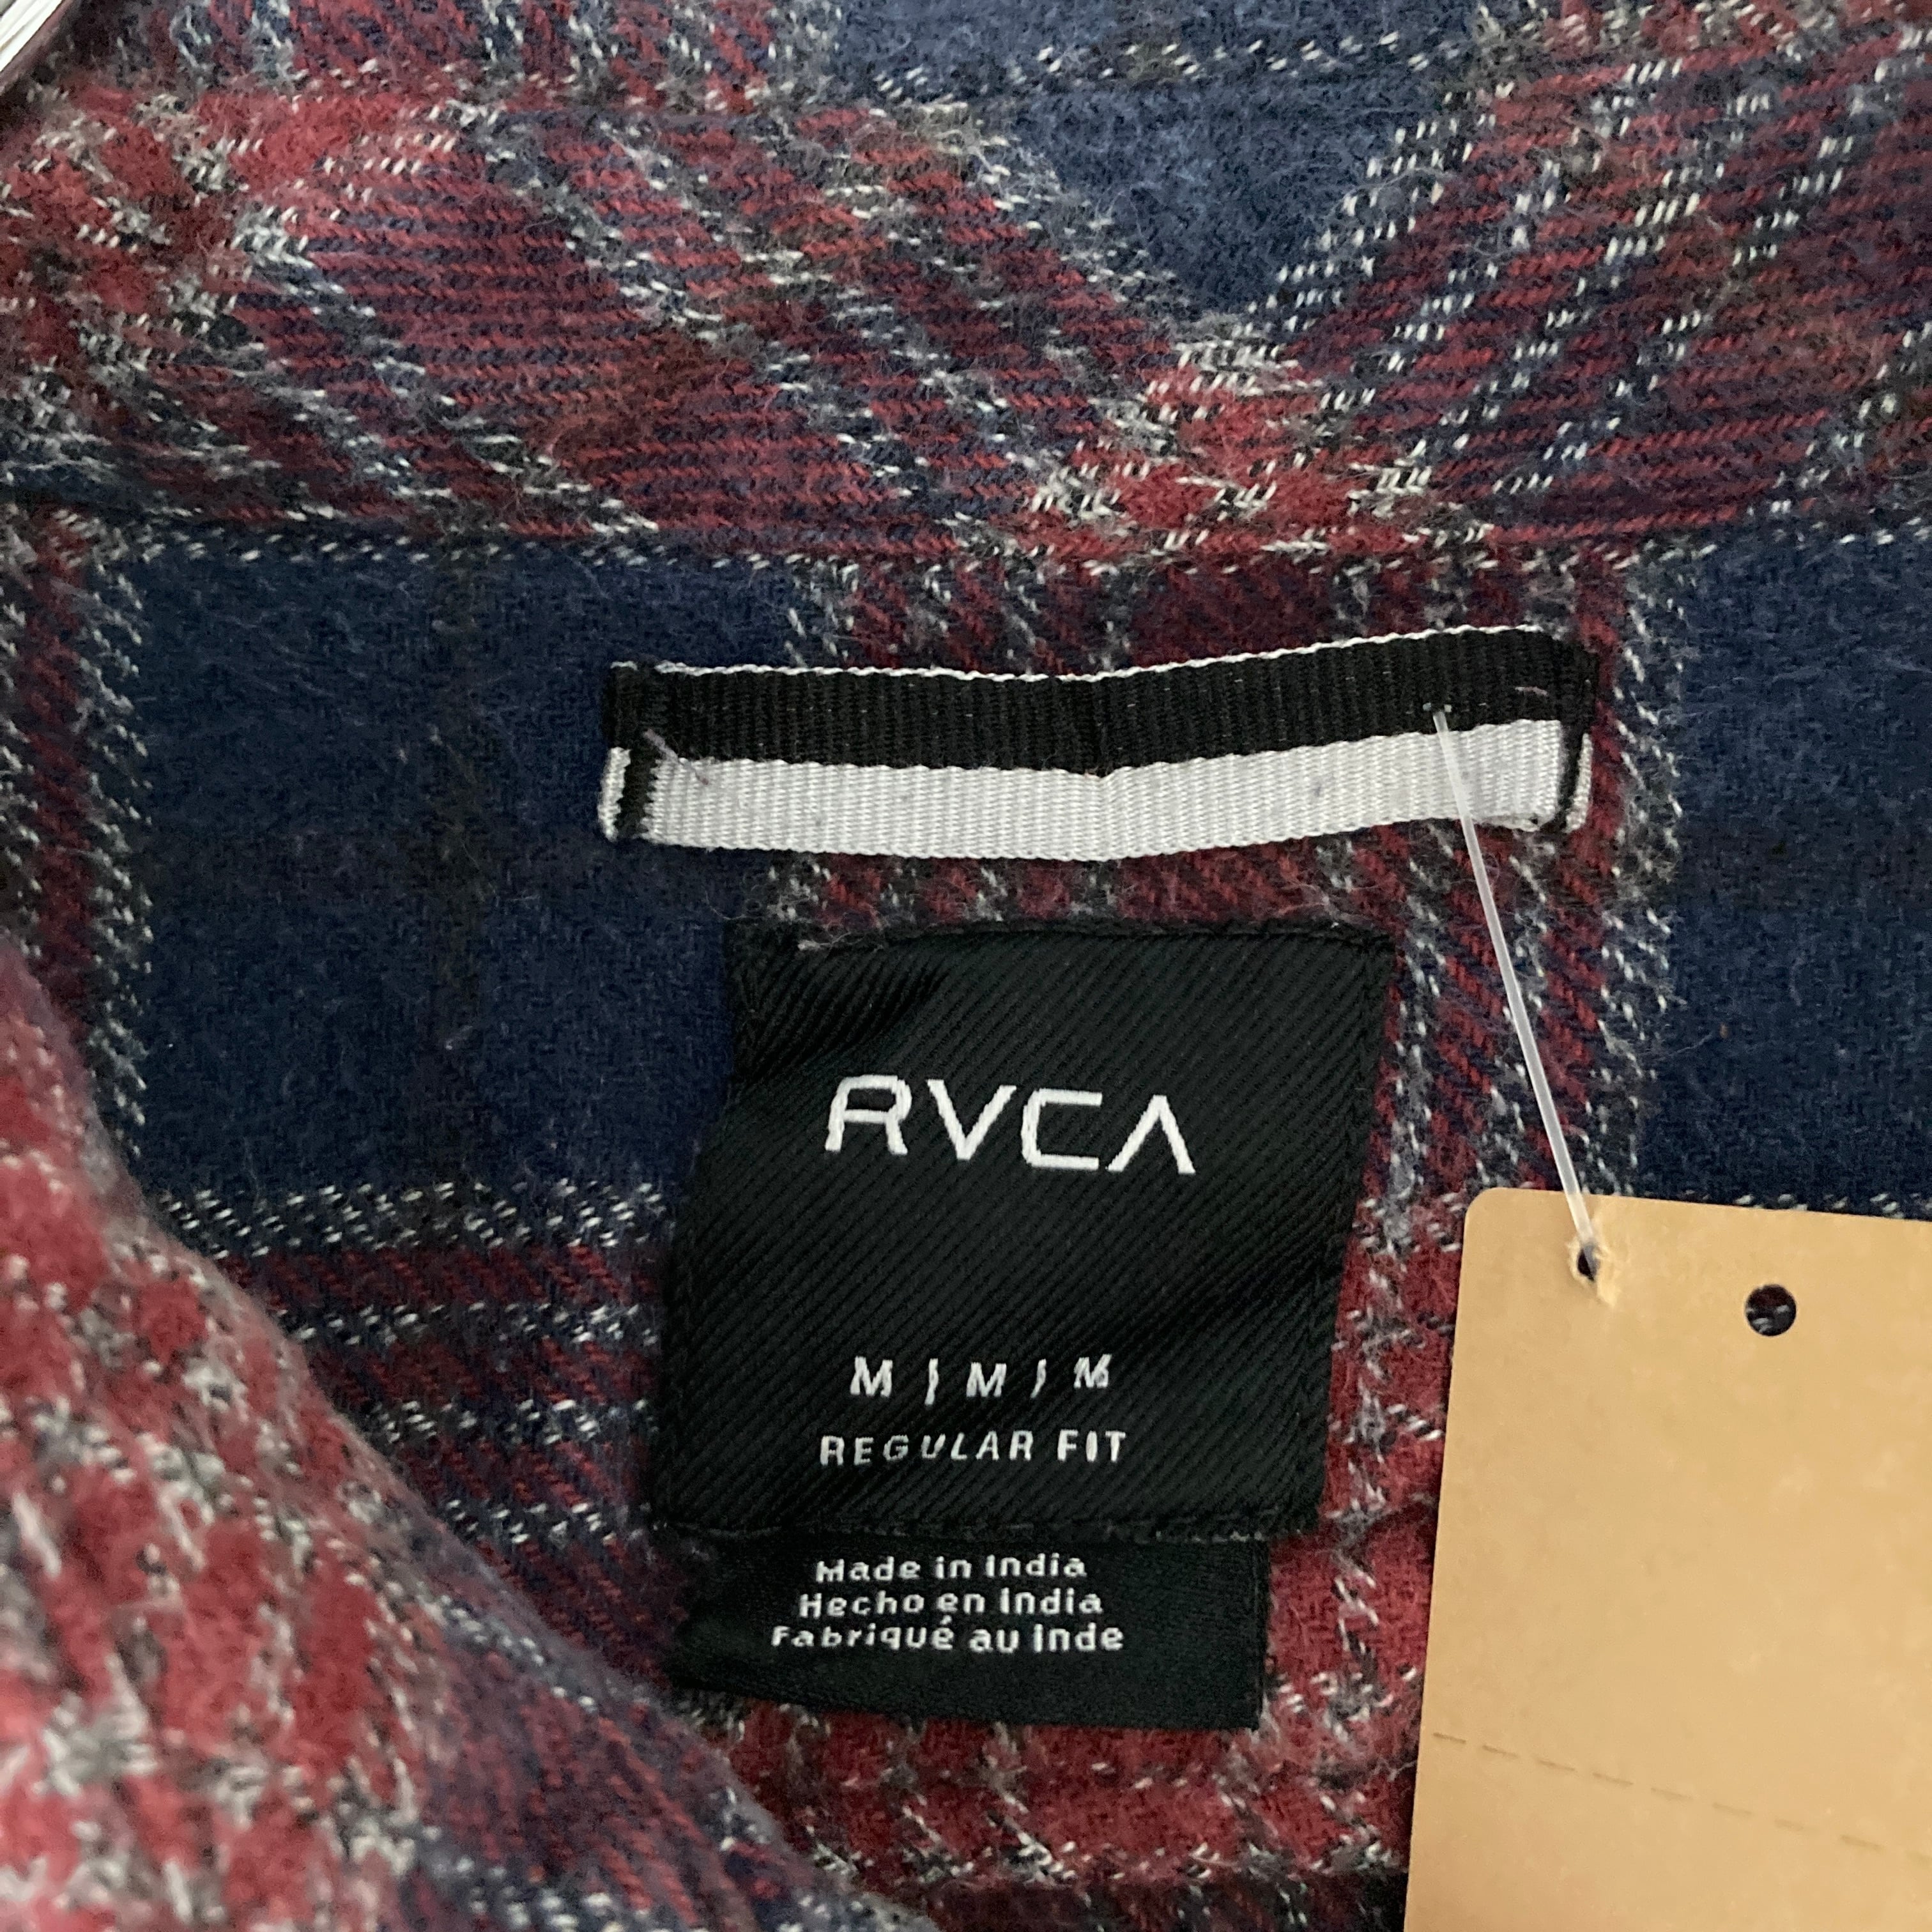 RVCA
M | M | M
REGULAR FIT
Made in India
Hecho en India
Fabriqué au Inde